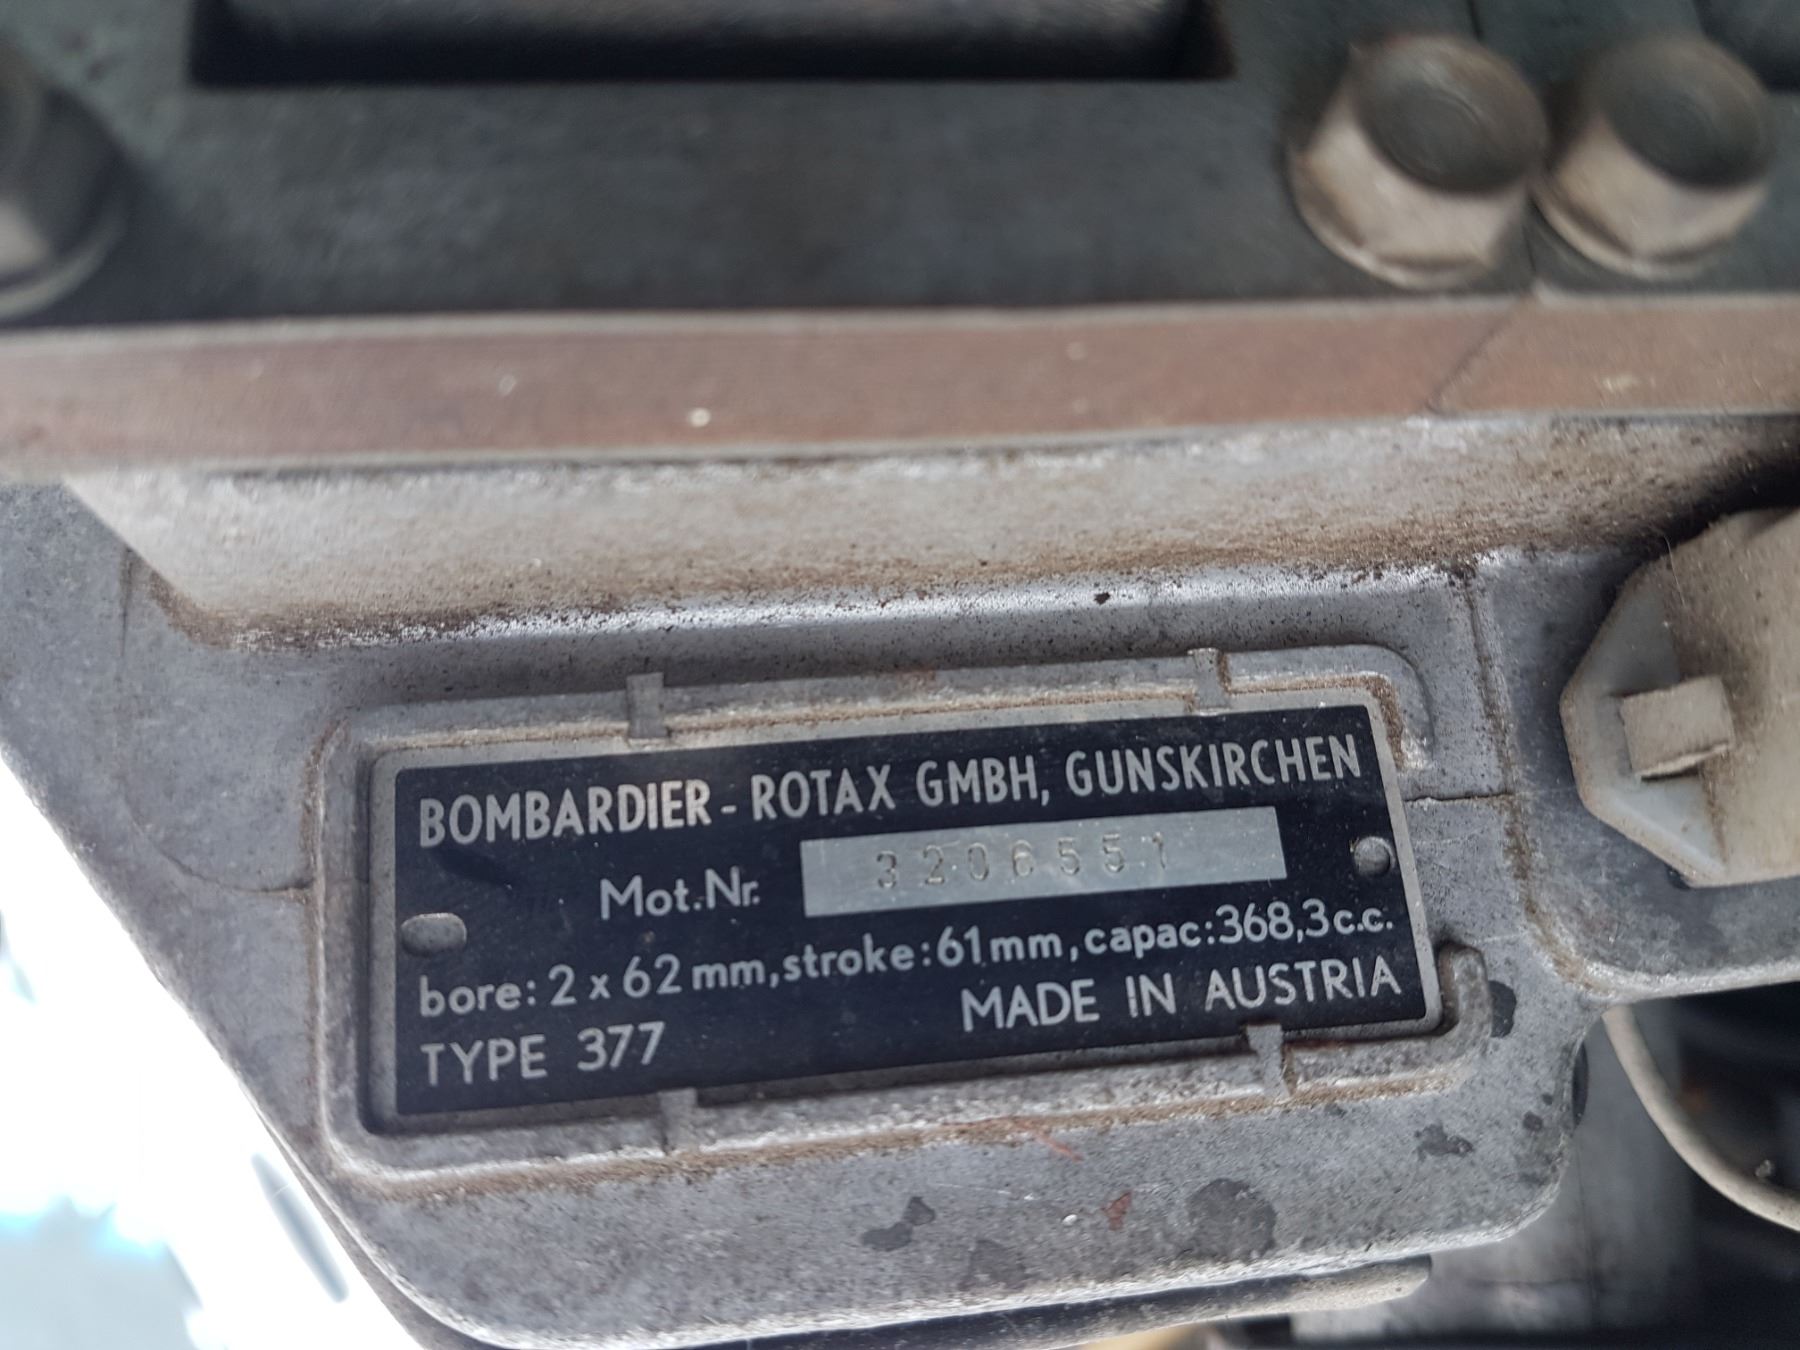 BOMBARDIER-ROTAX GMBH, GUNSKIRCHEN
Mot.Nr. 3206551
bore: 2 x 62 mm, stroke: 61 mm, capac: 368,3 c.c.
TYPE 377 MADE IN AUSTRIA